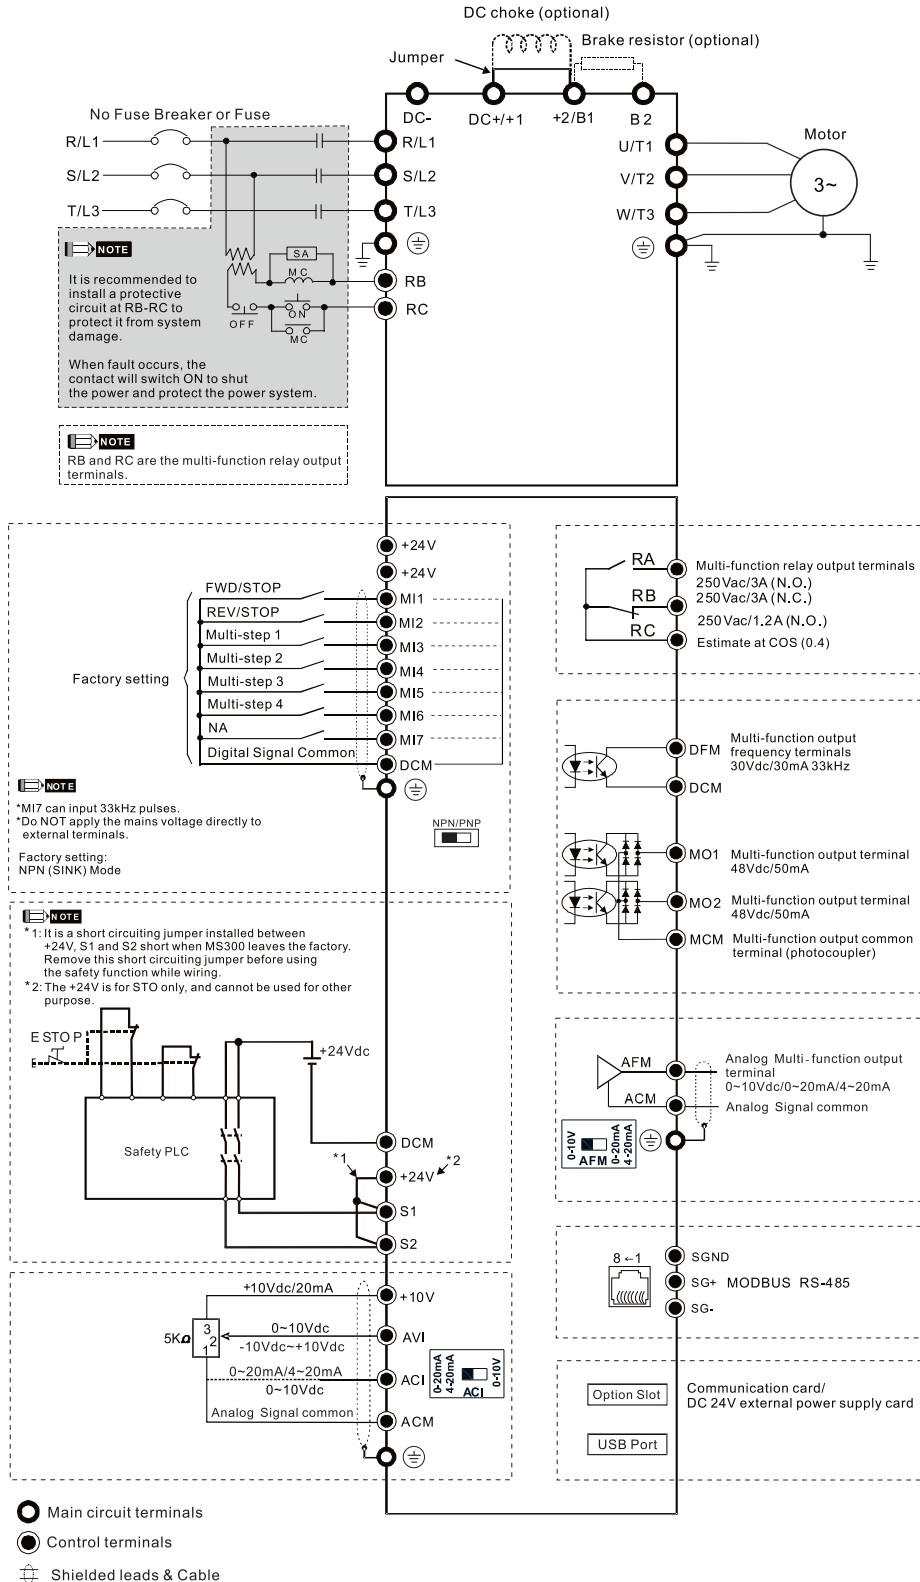 DC choke (optional)
Brake resistor (optional)
Jumper
No Fuse Breaker or Fuse
DC-
DC+/+1
+2/B1
B2
Motor
R/L1
R/L1
U/T1
S/L2
S/L2
V/T2
3~
T/L3
T/L3
W/T3
NOTE
It is recommended to
install a protective
circuit at RB-RC to
protect it from system
damage.
When fault occurs, the
contact will switch ON to shut
the power and protect the power system.
SA
MC
RB
OFF
ON
MC
RC
NOTE
RB and RC are the multi-function relay output
terminals.
+24V
+24V
FWD/STOP
MI1
REV/STOP
MI2
Multi-step 1
MI3
Multi-step 2
MI4
Factory setting
Multi-step 3
MI5
Multi-step 4
MI6
NA
MI7
Digital Signal Common
DCM
NOTE
*MI7 can input 33kHz pulses.
*Do NOT apply the mains voltage directly to
external terminals.
Factory setting:
NPN (SINK) Mode
NPN/PNP
RA
RB
RC
Multi-function relay output terminals
250Vac/3A (N.O.)
250Vac/3A (N.C.)
250Vac/1.2A (N.O.)
Estimate at COS (0.4)
DFM
Multi-function output
frequency terminals
30Vdc/30mA 33kHz
DCM
MO1
Multi-function output terminal
48Vdc/50mA
MO2
Multi-function output terminal
48Vdc/50mA
MCM
Multi-function output common
terminal (photocoupler)
NOTE
*1: It is a short circuiting jumper installed between
+24V, S1 and S2 short when MS300 leaves the factory.
Remove this short circuiting jumper before using
the safety function while wiring.
*2: The +24V is for STO only, and cannot be used for other
purpose.
ESTOP
+24Vdc
Safety PLC
DCM
*1
+24V
*2
S1
S2
AFM
Analog Multi-function output
terminal
0~10Vdc/0~20mA/4~20mA
ACM
Analog Signal common
0-10V
AFM
0-20mA
4-20mA
8←1
SGND
SG+
MODBUS RS-485
SG-
+10Vdc/20mA
+10V
5KΩ
3
2
1
0~10Vdc
-10Vdc~+10Vdc
AVI
0~20mA/4~20mA
0~10Vdc
ACI
0-20mA
4-20mA
ACI
0-10V
Analog Signal common
ACM
Option Slot
Communication card/
DC 24V external power supply card
USB Port
Main circuit terminals
Control terminals
Shielded leads & Cable